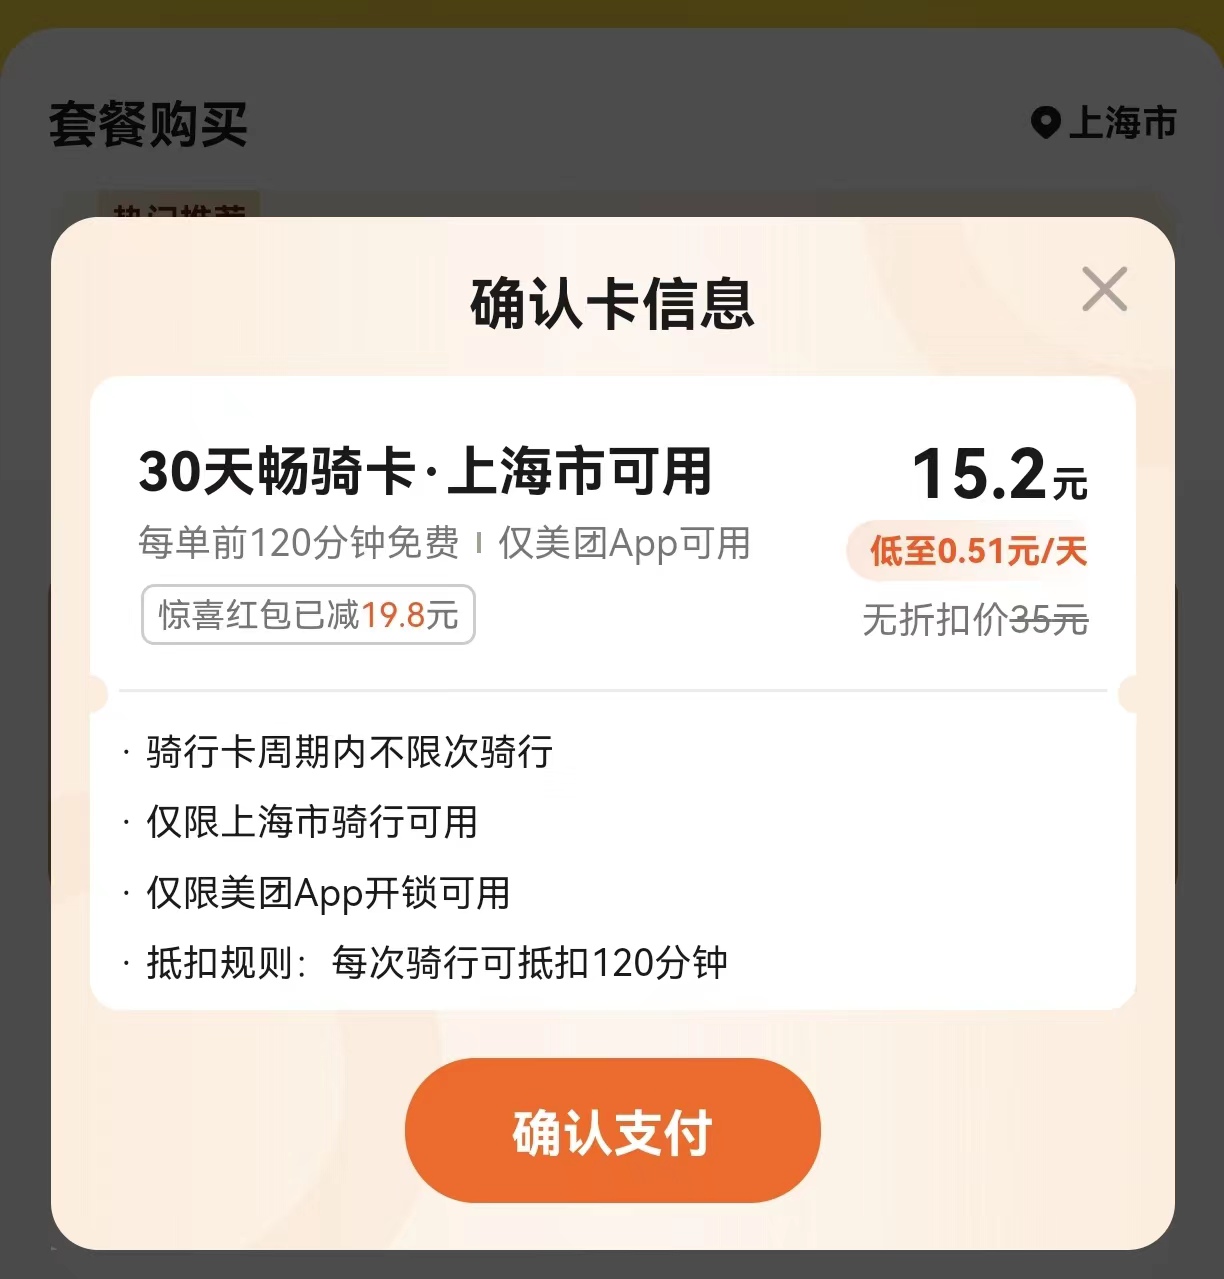 套餐购买
上海市
热门推荐
确认卡信息
30天畅骑卡·上海市可用
15.2元
每单前120分钟免费 | 仅美团App可用
低至0.51元/天
惊喜红包已减19.8元
无折扣价35元
· 骑行卡周期内不限次骑行
· 仅限上海市骑行可用
· 仅限美团App开锁可用
· 抵扣规则：每次骑行可抵扣120分钟
确认支付